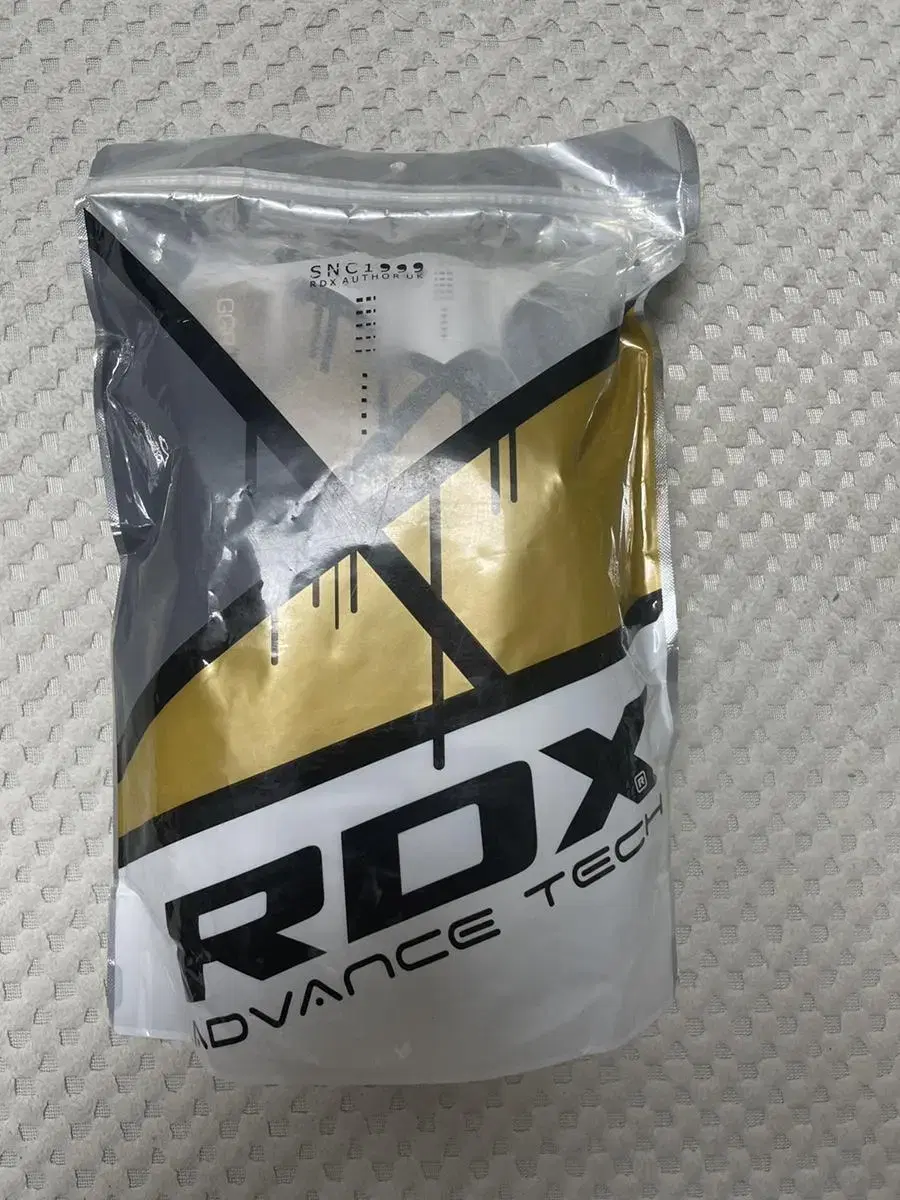 SNC1999
RDX AUTHOR UK
RDX®
ADVANCE TECH